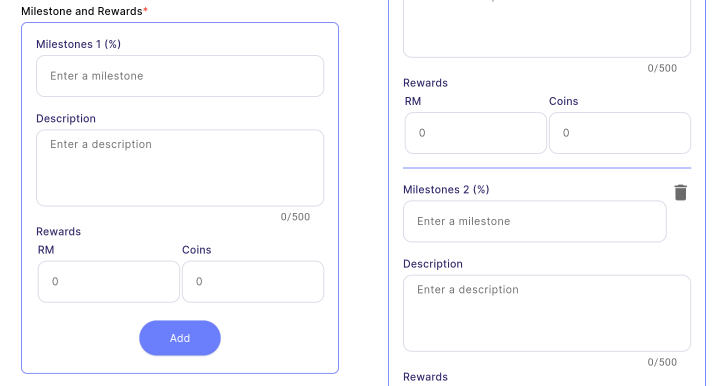 Milestone and Rewards*
Milestones 1 (%)
Enter a milestone
Description
Enter a description
0/500
Rewards
RM Coins
0 0
Add
0/500
Rewards
RM Coins
0 0
Milestones 2 (%)
Enter a milestone
Description
Enter a description
0/500
Rewards